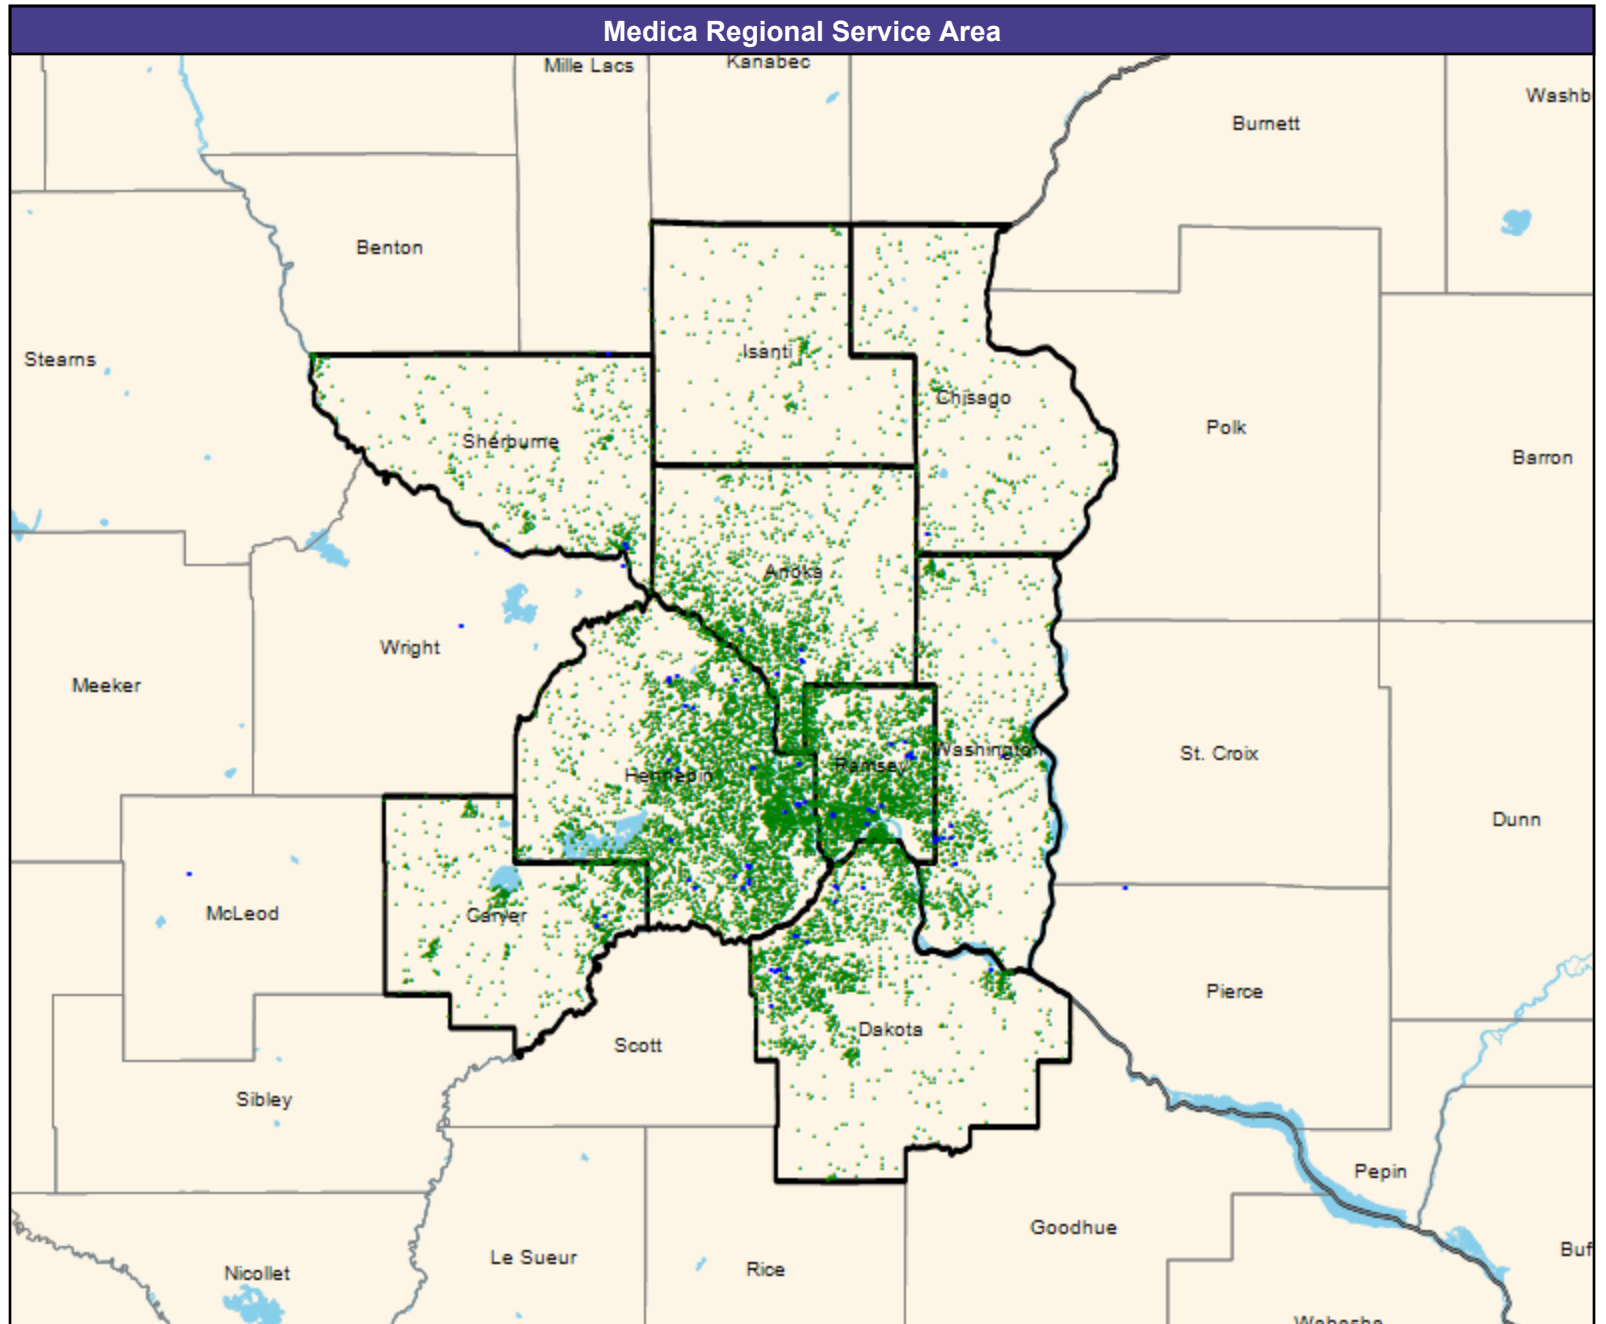 Medica Regional Service Area
Mille Lacs
Kanabec
Washb
Burnett
Benton
Stearns
Isanti
Chisago
Polk
Sherburne
Barron
Anoka
Wright
Meeker
Washington
St. Croix
Ramsey
Hennepin
Dunn
McLeod
Carver
Pierce
Dakota
Scott
Sibley
Pepin
Goodhue
Buf
Le Sueur
Rice
Nicollet